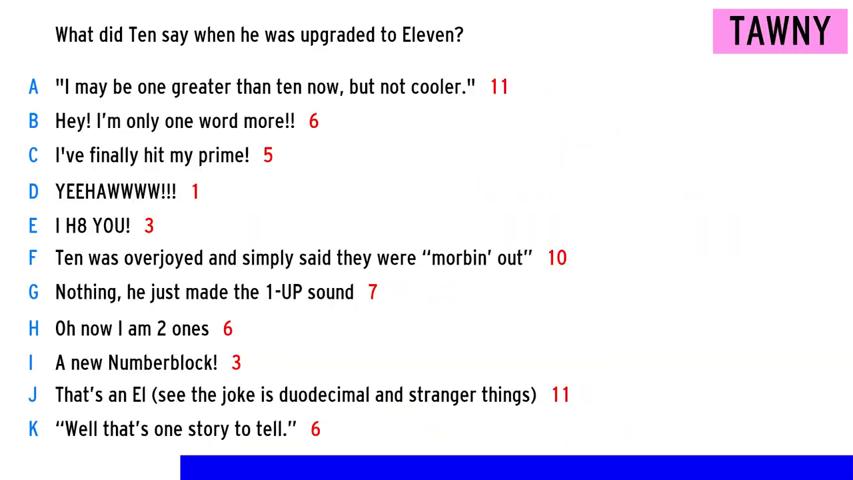 What did Ten say when he was upgraded to Eleven?
TAWNY
A "I may be one greater than ten now, but not cooler." 11
B Hey! I'm only one word more!! 6
C I've finally hit my prime! 5
D YEEHAWWWW!!! 1
E I H8 YOU! 3
F Ten was overjoyed and simply said they were “morbin’ out” 10
G Nothing, he just made the 1-UP sound 7
H Oh now I am 2 ones 6
I A new Numberblock! 3
J That’s an El (see the joke is duodecimal and stranger things) 11
K “Well that’s one story to tell.” 6